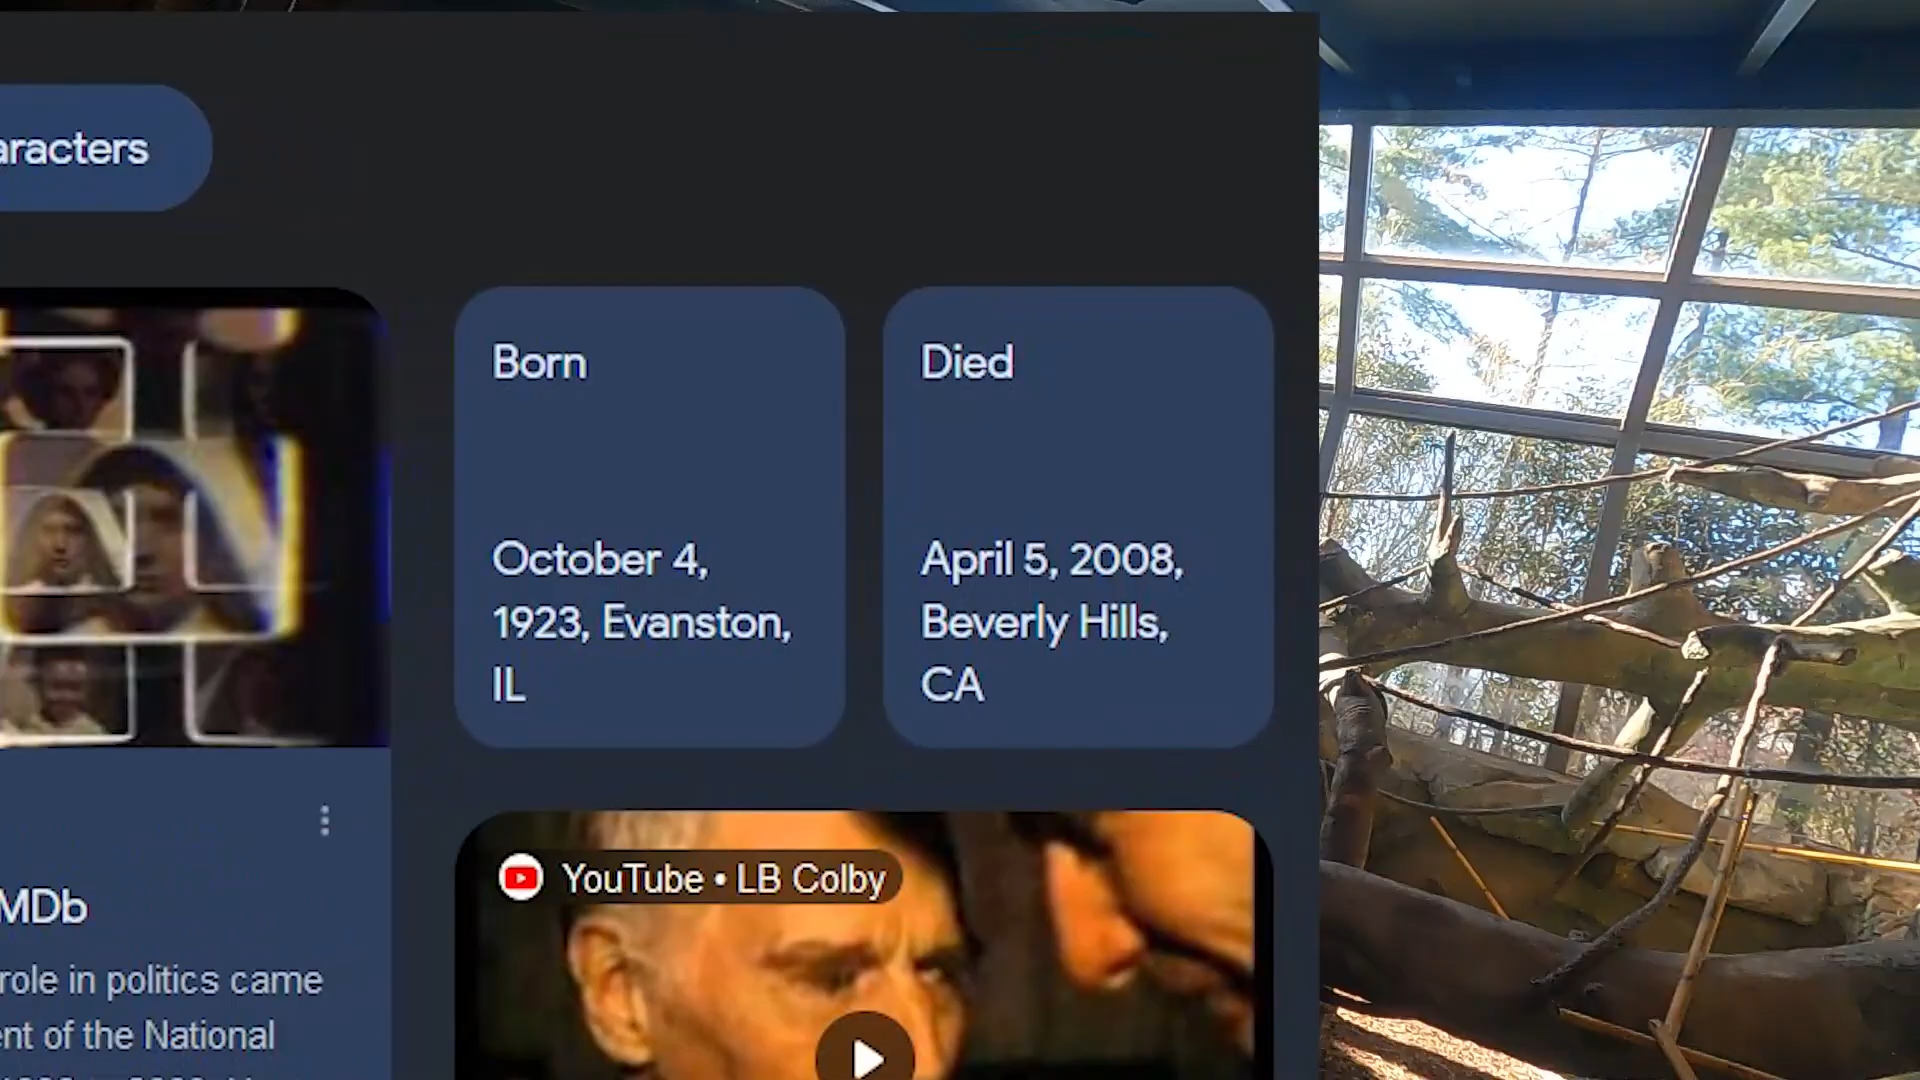 aracters
Born
October 4,
1923, Evanston,
IL
Died
April 5, 2008,
Beverly Hills,
CA
YouTube • LB Colby
MDb
role in politics came
nt of the National